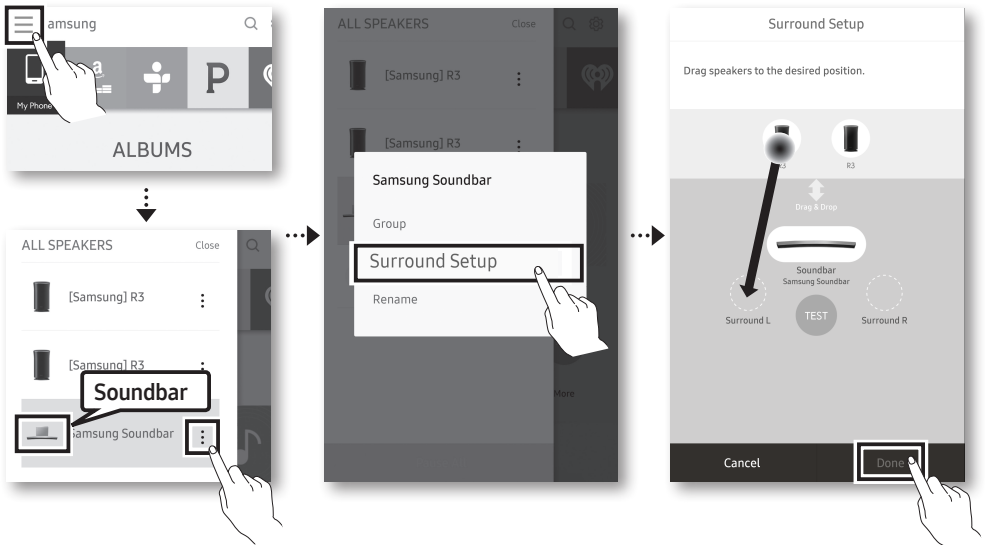 amsung
a
P
My Phone
ALBUMS
ALL SPEAKERS
Close
[Samsung] R3
[Samsung] R3
Soundbar
Samsung Soundbar
ALL SPEAKERS
Close
[Samsung] R3
[Samsung] R3
Samsung Soundbar
Group
Surround Setup
Rename
More
Surround Setup
Drag speakers to the desired position.
R3
R3
Drag & Drop
Soundbar
Samsung Soundbar
Surround L
TEST
Surround R
Cancel
Done